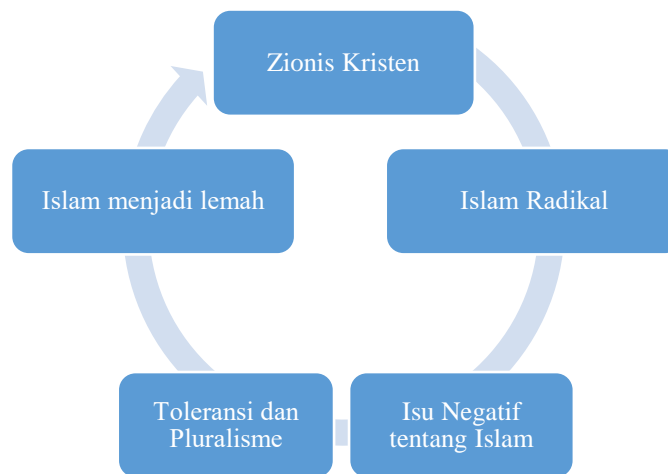 Zionis Kristen
Islam Radikal
Isu Negatif
tentang Islam
Toleransi dan
Pluralisme
Islam menjadi lemah